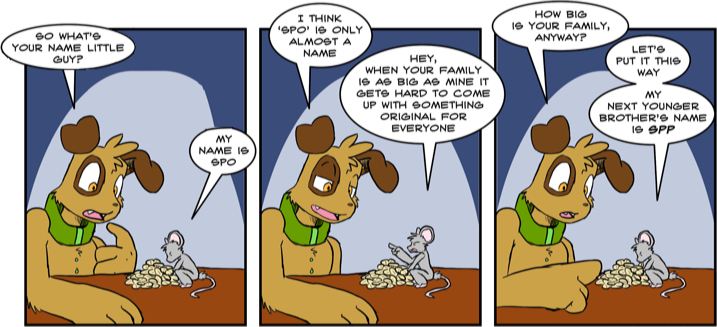 SO WHAT'S
YOUR NAME LITTLE
GUY?
MY
NAME IS
SPO
I THINK
'SPO' IS ONLY
ALMOST A
NAME
HEY,
WHEN YOUR FAMILY
IS AS BIG AS MINE IT
GETS HARD TO COME
UP WITH SOMETHING
ORIGINAL FOR
EVERYONE
HOW BIG
IS YOUR FAMILY,
ANYWAY?
LET'S
PUT IT THIS
WAY
MY
NEXT YOUNGER
BROTHER'S NAME
IS SPP